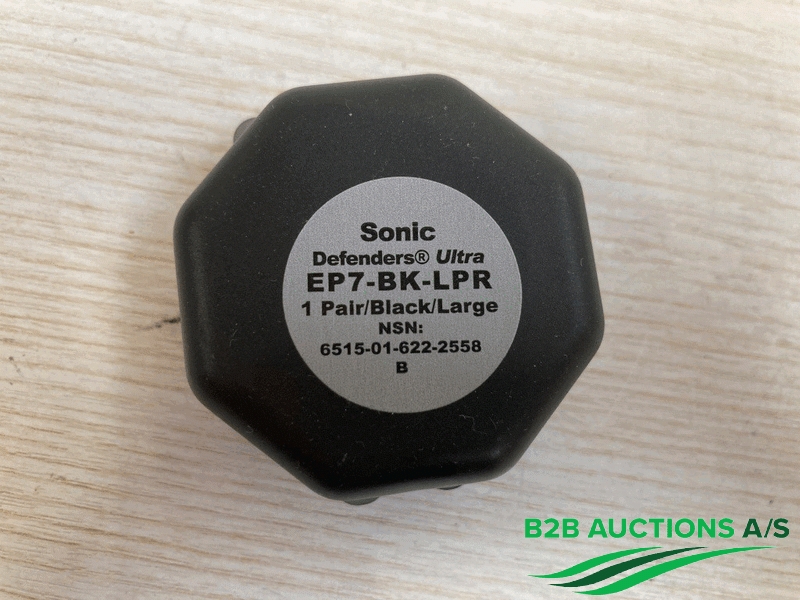 Sonic
Defenders® Ultra
EP7-BK-LPR
1 Pair/Black/Large
NSN:
6515-01-622-2558
B
B2B AUCTIONS A/S